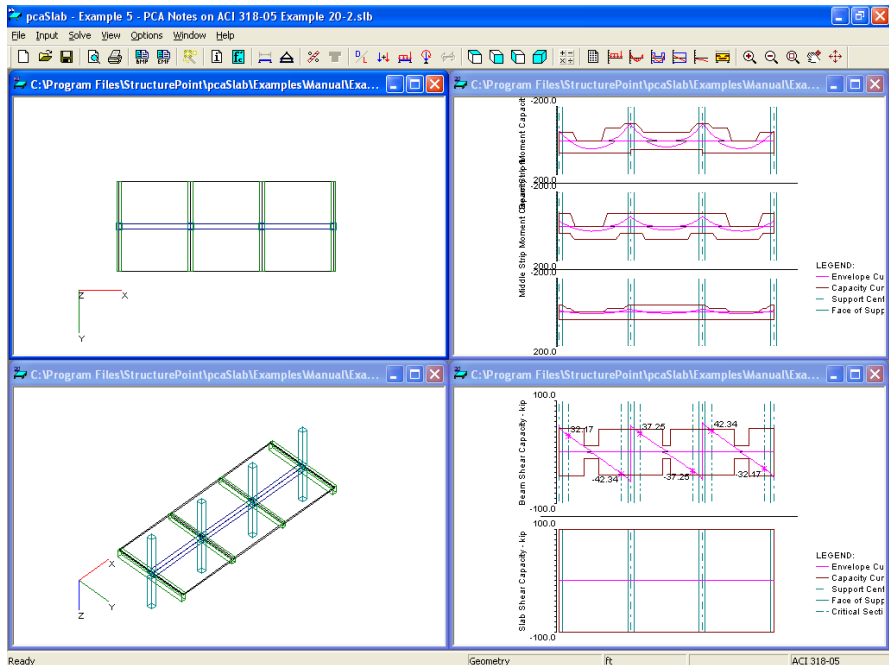 pcaSlab - Example 5 - PCA Notes on ACI 318-05 Example 20-2.slb
File Input Solve View Options Window Help
C:\Program Files\StructurePoint\pcaSlab\Examples\Manual\Exa...
Z X
Y
C:\Program Files\StructurePoint\pcaSlab\Examples\Manual\Exa...
-200.0
200.0
-200.0
Middle Strip Moment Capacity
200.0
-200.0
200.0
LEGEND:
Envelope Cu
Capacity Cur
Support Cent
Face of Supp
C:\Program Files\StructurePoint\pcaSlab\Examples\Manual\Exa...
X
Y
Z
C:\Program Files\StructurePoint\pcaSlab\Examples\Manual\Exa...
100.0
Beam Shear Capacity - kip
32.17 -37.25 42.34
-42.34 -37.25 32.17
-100.0
100.0
Slab Shear Capacity - kip
-100.0
LEGEND:
Envelope Cu
Capacity Cur
Support Cent
Face of Supp
Critical Secti
Ready Geometry ft ACI 318-05